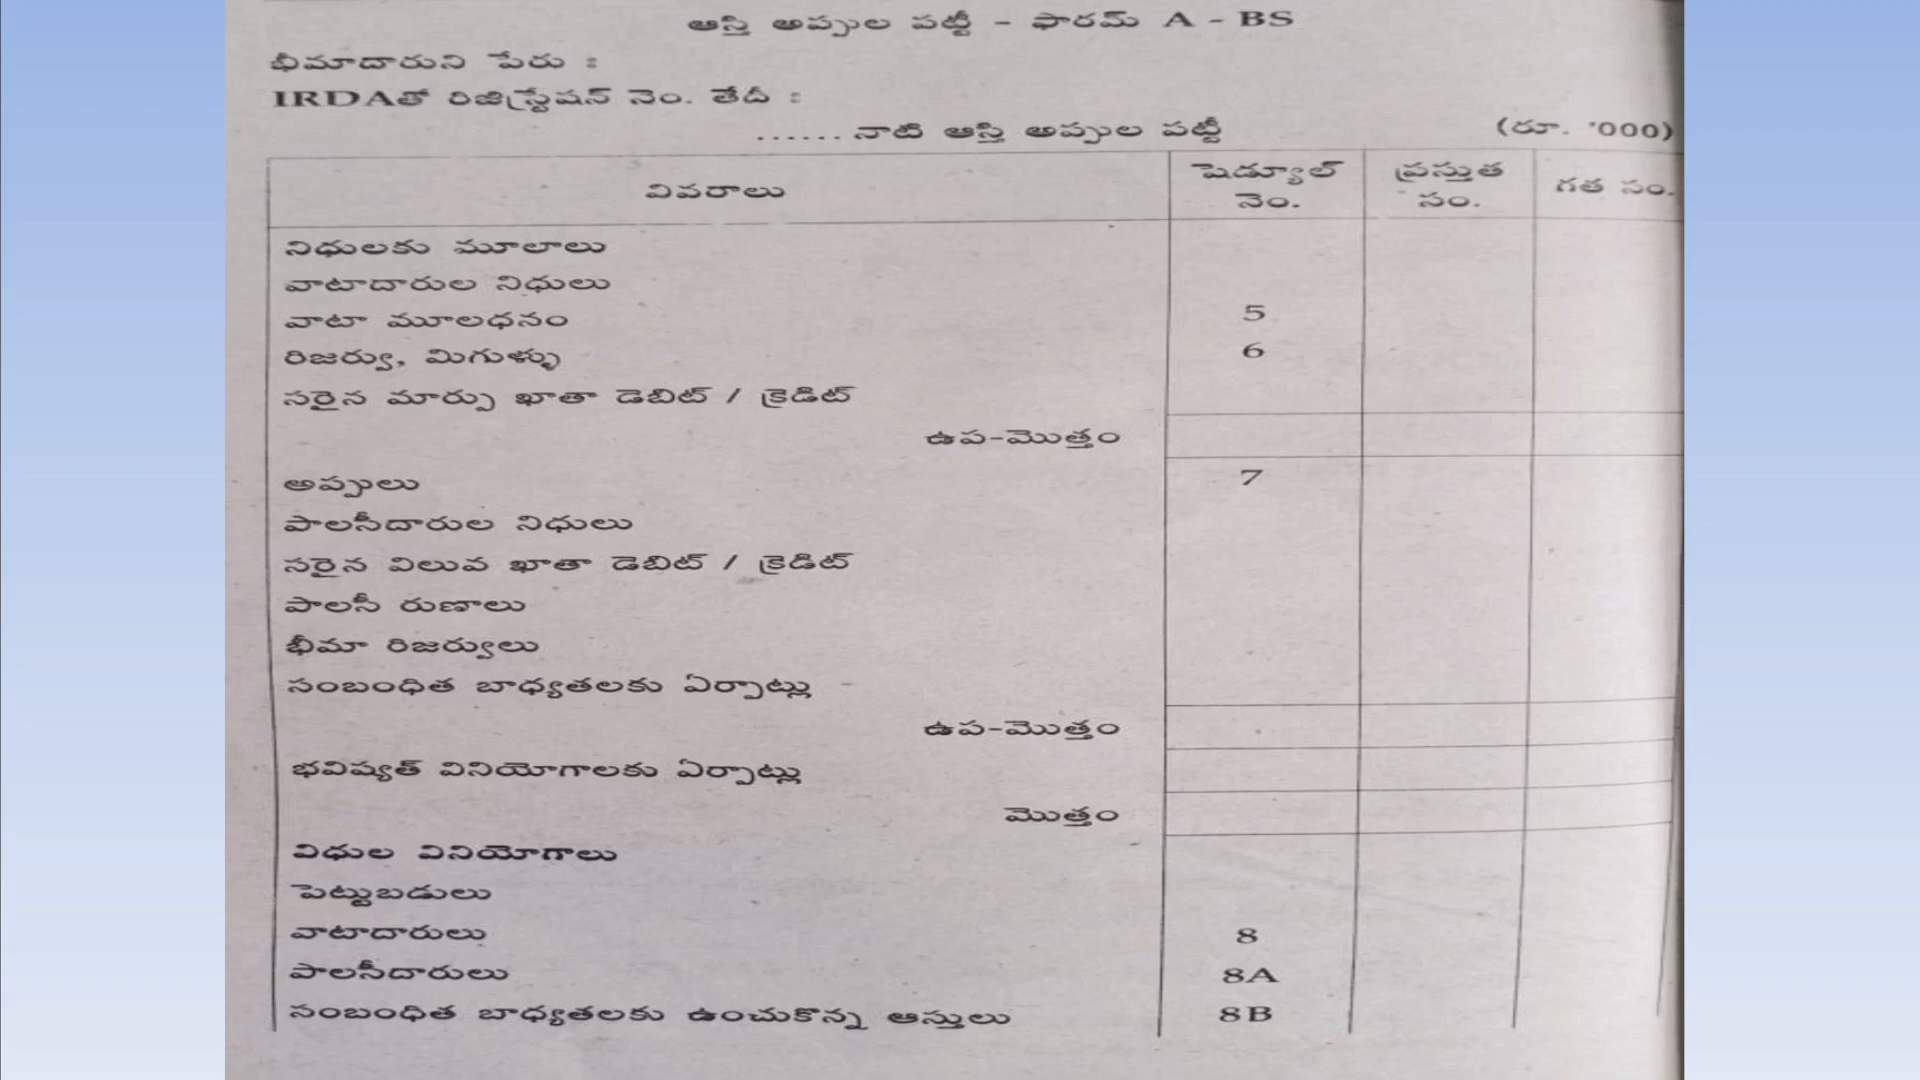 ఆస్తి అప్పుల పట్టీ - ఫారమ్ A - BS
భీమాదారుని పేరు :
IRDAతో రిజిస్ట్రేషన్ నెం. తేదీ :
...... నాటి ఆస్తి అప్పుల పట్టీ (రూ. '000)
వివరాలు షెడ్యూల్ నెం. ప్రస్తుత సం. గత సం.
నిధులకు మూలాలు
వాటాదారుల నిధులు
వాటా మూలధనం 5
రిజర్వు, మిగుళ్ళు 6
సరైన మార్పు ఖాతా డెబిట్ / క్రెడిట్
ఉప-మొత్తం
అప్పులు 7
పాలసీదారుల నిధులు
సరైన విలువ ఖాతా డెబిట్ / క్రెడిట్
పాలసీ రుణాలు
భీమా రిజర్వులు
సంబంధిత బాధ్యతలకు ఏర్పాట్లు
ఉప-మొత్తం
భవిష్యత్ వినియోగాలకు ఏర్పాట్లు
మొత్తం
విధుల వినియోగాలు
పెట్టుబడులు
వాటాదారులు 8
పాలసీదారులు 8A
సంబంధిత బాధ్యతలకు ఉంచుకొన్న ఆస్తులు 8B